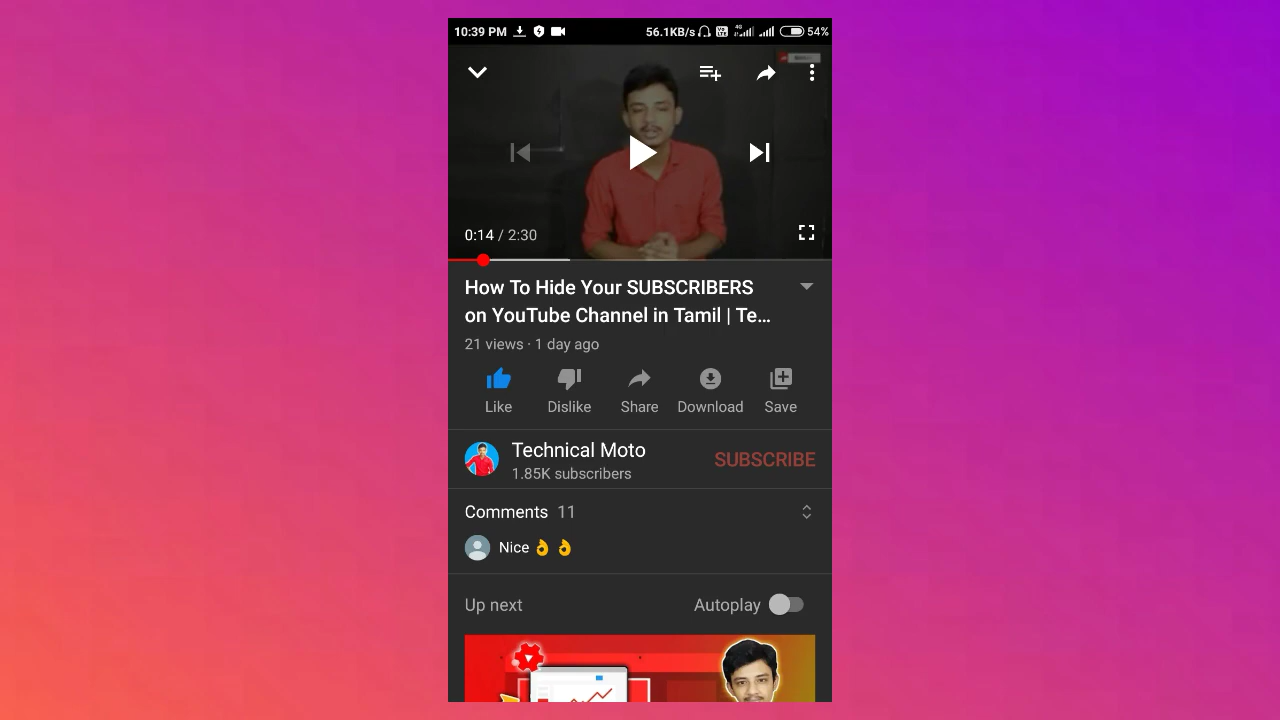 10:39 PM 56.1KB/s 4G 54%
0:14 / 2:30
How To Hide Your SUBSCRIBERS
on YouTube Channel in Tamil | Te...
21 views · 1 day ago
Like Dislike Share Download Save
Technical Moto
1.85K subscribers
SUBSCRIBE
Comments 11
Nice 👌 👌
Up next Autoplay